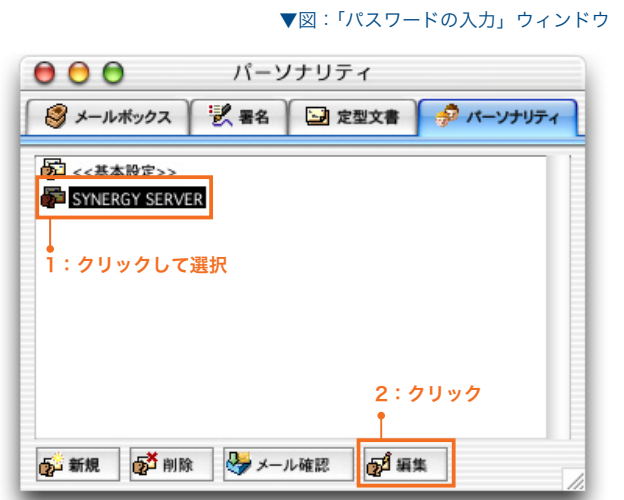 ▼図：「パスワードの入力」ウィンドウ
パーソナリティ
メールボックス 署名 定型文書 パーソナリティ
<<基本設定>>
SYNERGY SERVER
1：クリックして選択
2：クリック
新規 削除 メール確認 編集